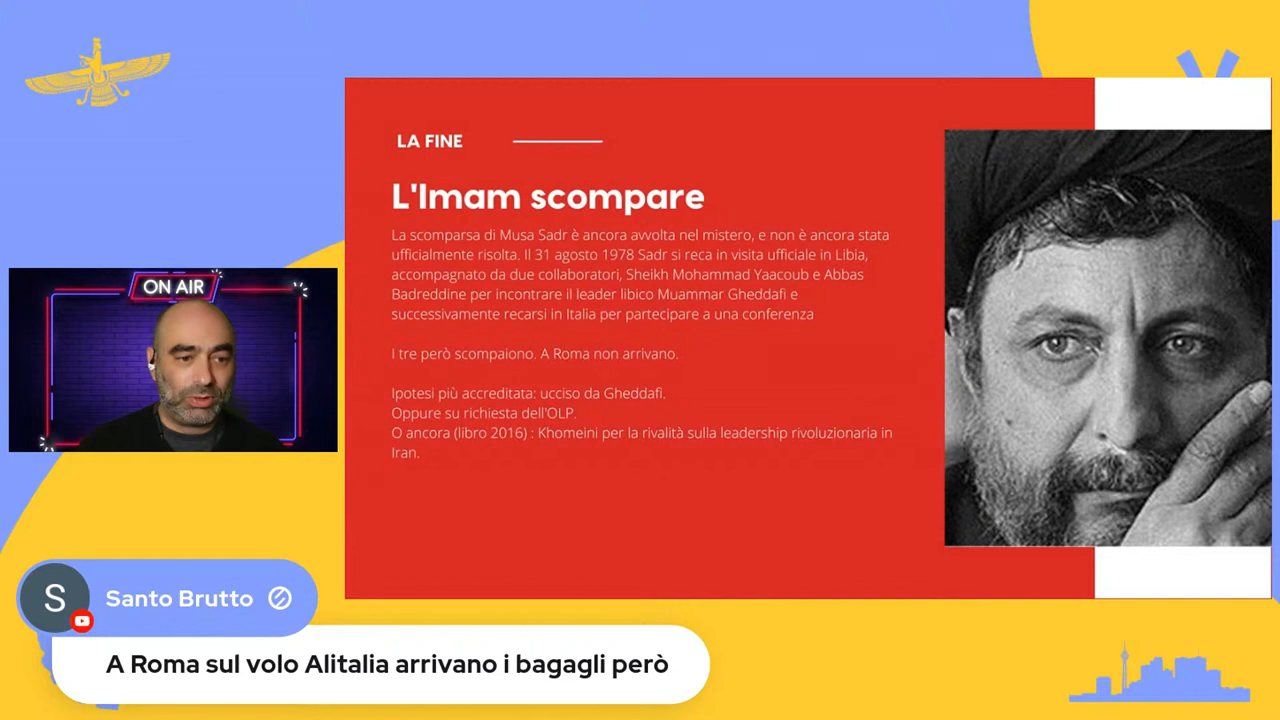 LA FINE
L'Imam scompare
La scomparsa di Musa Sadr è ancora avvolta nel mistero, e non è ancora stata
ufficialmente risolta. Il 31 agosto 1978 Sadr si reca in visita ufficiale in Libia,
accompagnato da due collaboratori, Sheikh Mohammad Yaacoub e Abbas
Badreddine per incontrare il leader libico Muammar Gheddafi e
successivamente recarsi in Italia per partecipare a una conferenza
I tre però scompaiono. A Roma non arrivano.
Ipotesi più accreditata: ucciso da Gheddafi.
Oppure su richiesta dell'OLP.
O ancora (libro 2016) : Khomeini per la rivalità sulla leadership rivoluzionaria in
Iran.
ON AIR
S
Santo Brutto
A Roma sul volo Alitalia arrivano i bagagli però